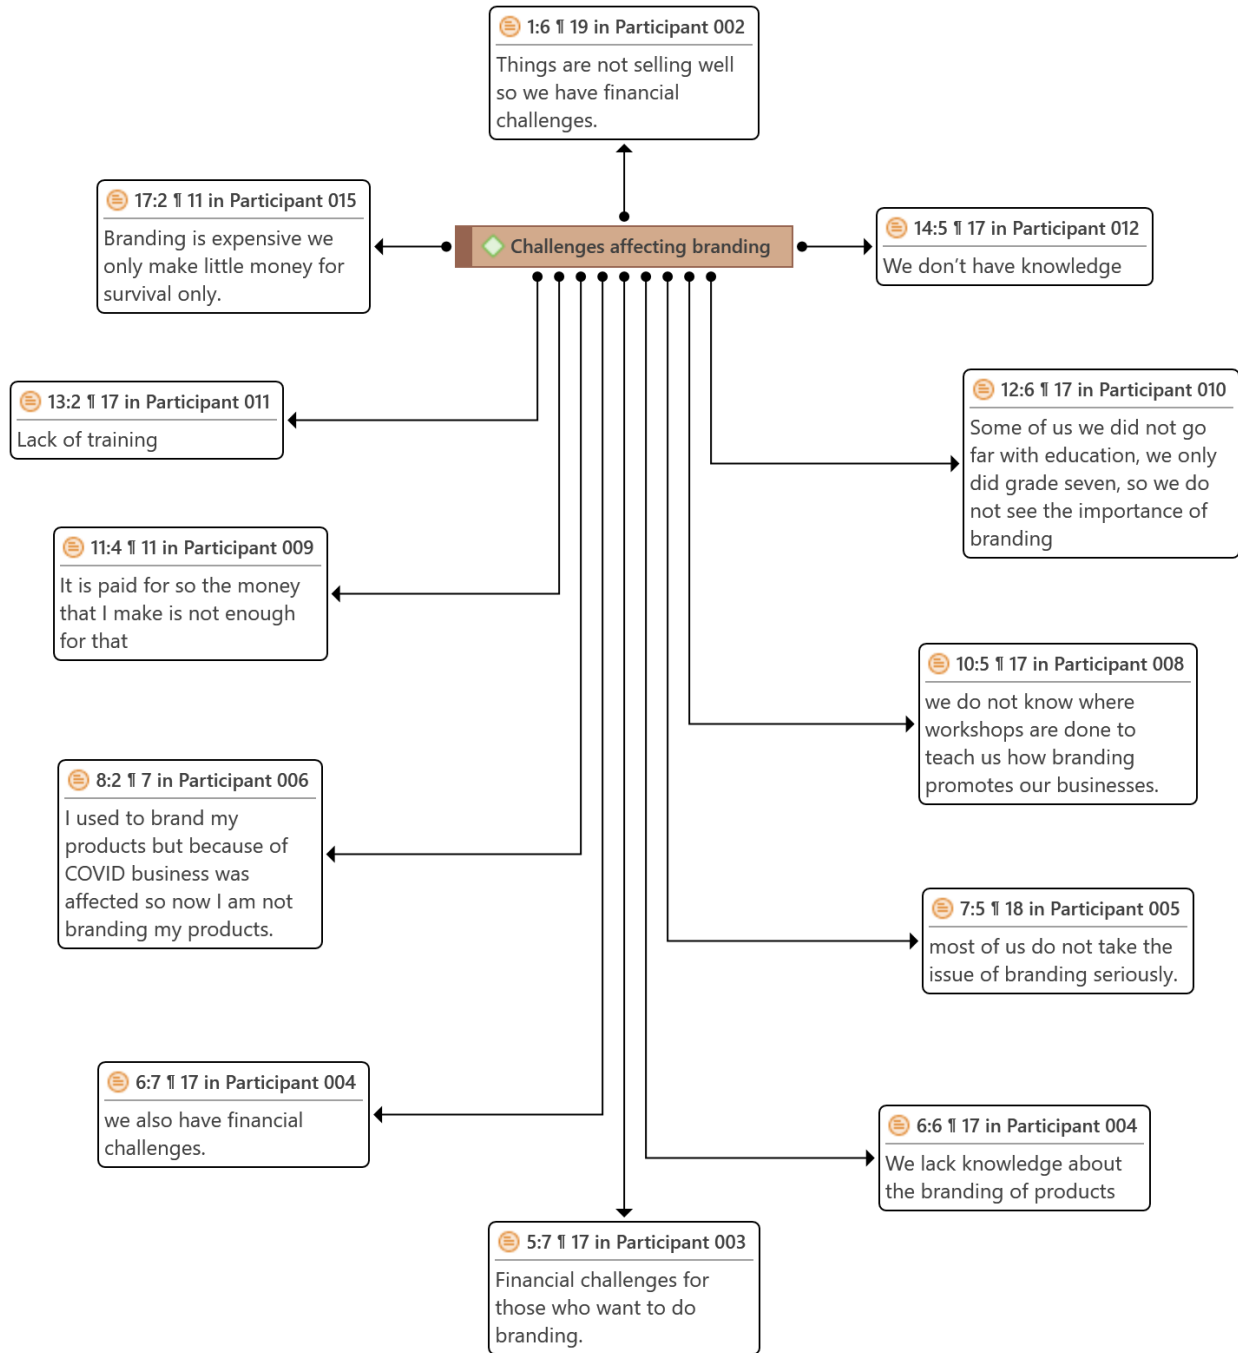 1:6 ¶ 19 in Participant 002
Things are not selling well
so we have financial
challenges.
17:2 ¶ 11 in Participant 015
Branding is expensive we
only make little money for
survival only.
Challenges affecting branding
14:5 ¶ 17 in Participant 012
We don’t have knowledge
13:2 ¶ 17 in Participant 011
Lack of training
12:6 ¶ 17 in Participant 010
Some of us we did not go
far with education, we only
did grade seven, so we do
not see the importance of
branding
11:4 ¶ 11 in Participant 009
It is paid for so the money
that I make is not enough
for that
10:5 ¶ 17 in Participant 008
we do not know where
workshops are done to
teach us how branding
promotes our businesses.
8:2 ¶ 7 in Participant 006
I used to brand my
products but because of
COVID business was
affected so now I am not
branding my products.
7:5 ¶ 18 in Participant 005
most of us do not take the
issue of branding seriously.
6:7 ¶ 17 in Participant 004
we also have financial
challenges.
6:6 ¶ 17 in Participant 004
We lack knowledge about
the branding of products
5:7 ¶ 17 in Participant 003
Financial challenges for
those who want to do
branding.